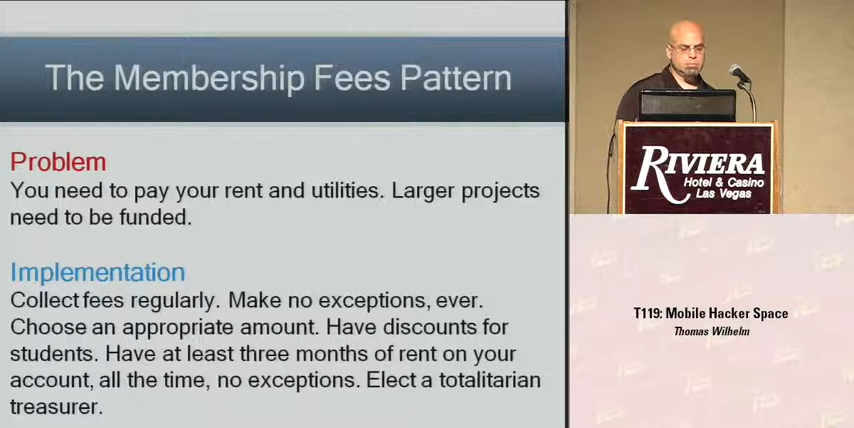 The Membership Fees Pattern
Problem
You need to pay your rent and utilities. Larger projects
need to be funded.
Implementation
Collect fees regularly. Make no exceptions, ever.
Choose an appropriate amount. Have discounts for
students. Have at least three months of rent on your
account, all the time, no exceptions. Elect a totalitarian
treasurer.
RIVIERA
Hotel & Casino
Las Vegas
T119: Mobile Hacker Space
Thomas Wilhelm